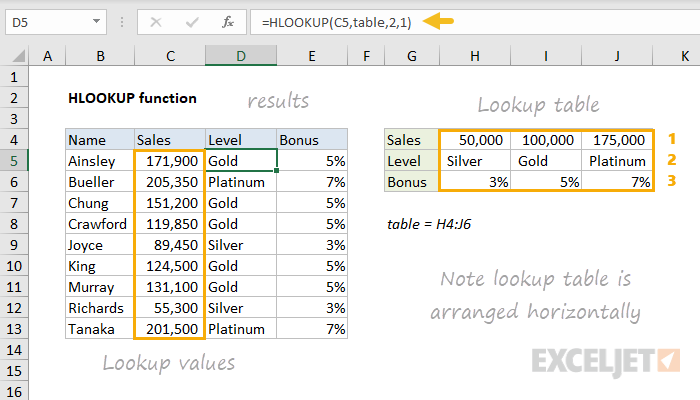 D5 fx =HLOOKUP(C5,table,2,1)
A B C D E F G H I J K
1
2 HLOOKUP function results Lookup table
3
4 Name Sales Level Bonus Sales 50,000 100,000 175,000 1
5 Ainsley 171,900 Gold 5% Level Silver Gold Platinum 2
6 Bueller 205,350 Platinum 7% Bonus 3% 5% 7% 3
7 Chung 151,200 Gold 5%
8 Crawford 119,850 Gold 5% table = H4:J6
9 Joyce 89,450 Silver 3%
10 King 124,500 Gold 5% Note lookup table is
11 Murray 131,100 Gold 5% arranged horizontally
12 Richards 55,300 Silver 3%
13 Tanaka 201,500 Platinum 7%
14
15 Lookup values EXCELJET
16